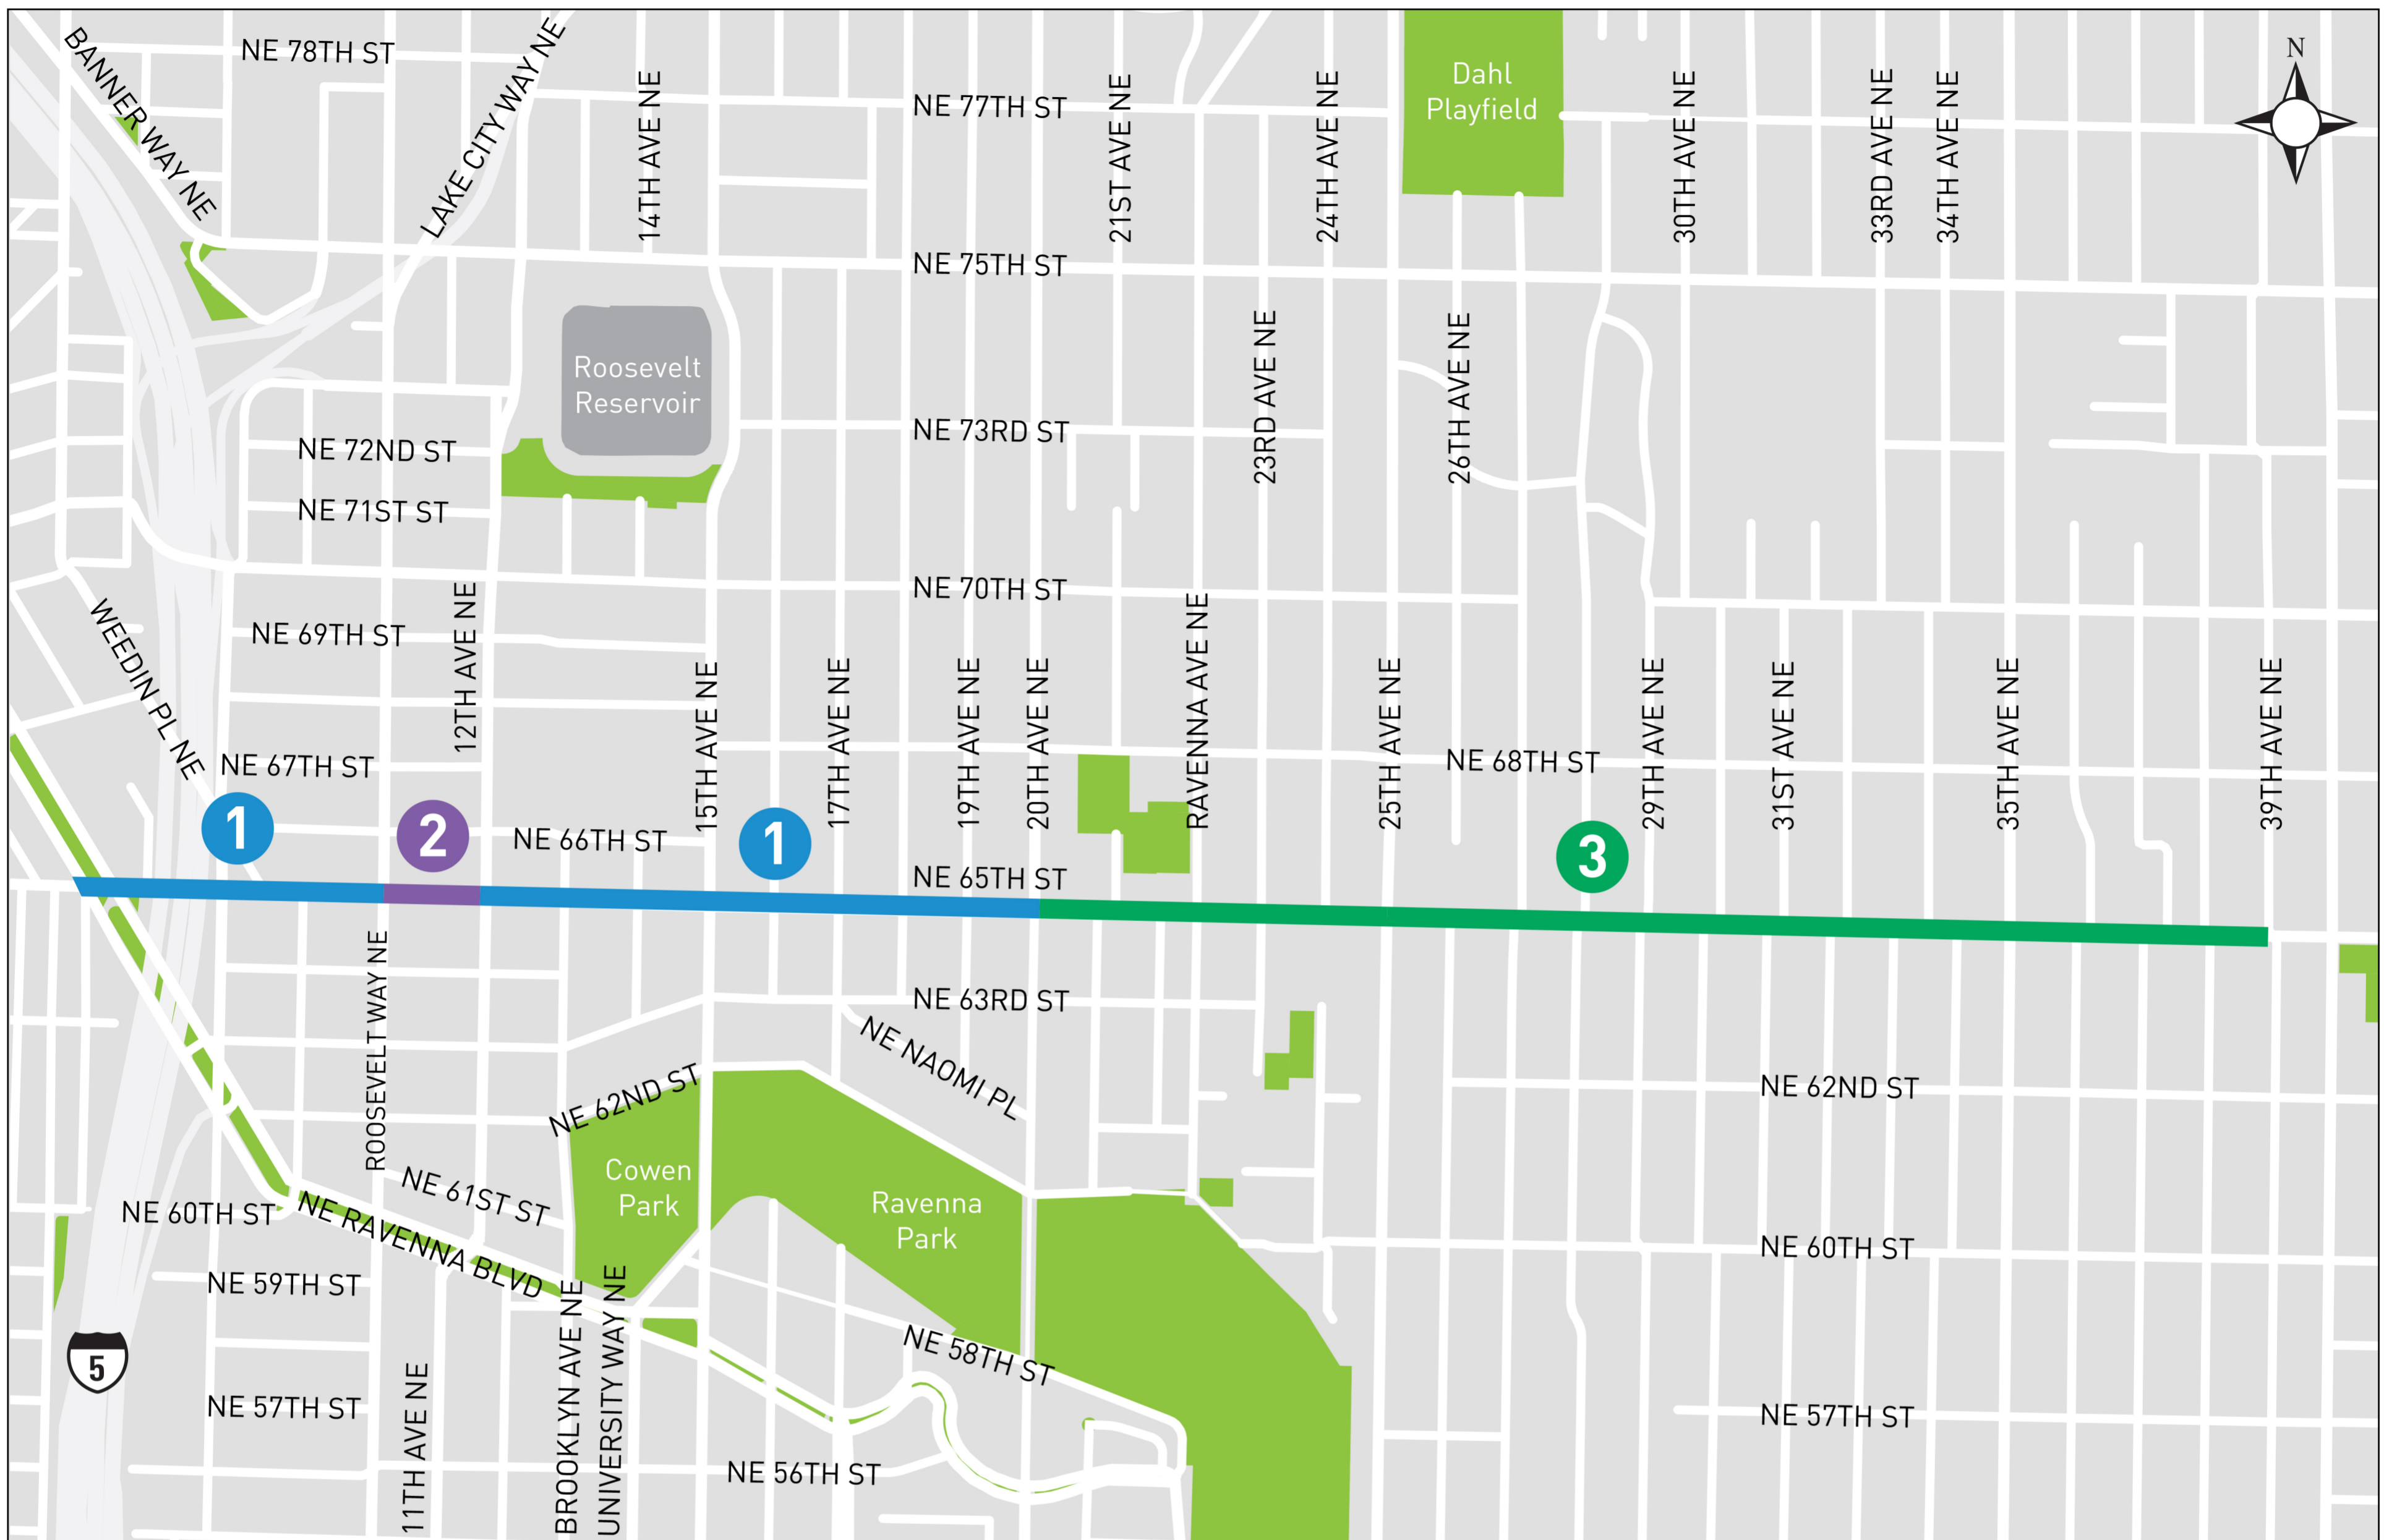 BANNER WAY NE
NE 78TH ST
LAKE CITY WAY NE
14TH AVE NE
NE 77TH ST
21ST AVE NE
24TH AVE NE
Dahl
Playfield
30TH AVE NE
33RD AVE NE
34TH AVE NE
N
NE 75TH ST
Roosevelt
Reservoir
23RD AVE NE
26TH AVE NE
NE 72ND ST
NE 73RD ST
NE 71ST ST
NE 70TH ST
WEEDIN PL NE
NE 69TH ST
12TH AVE NE
15TH AVE NE
17TH AVE NE
19TH AVE NE
20TH AVE NE
RAVENNA AVE NE
25TH AVE NE
NE 68TH ST
29TH AVE NE
31ST AVE NE
35TH AVE NE
39TH AVE NE
NE 67TH ST
1
2
NE 66TH ST
1
3
NE 65TH ST
ROOSEVELT WAY NE
NE 63RD ST
NE NAOMI PL
NE 62ND ST
NE 62ND ST
Cowen
Park
Ravenna
Park
NE 61ST ST
NE 60TH ST
NE RAVENNA BLVD
NE 60TH ST
NE 59TH ST
BROOKLYN AVE NE
UNIVERSITY WAY NE
NE 58TH ST
5
11TH AVE NE
NE 57TH ST
NE 57TH ST
NE 56TH ST